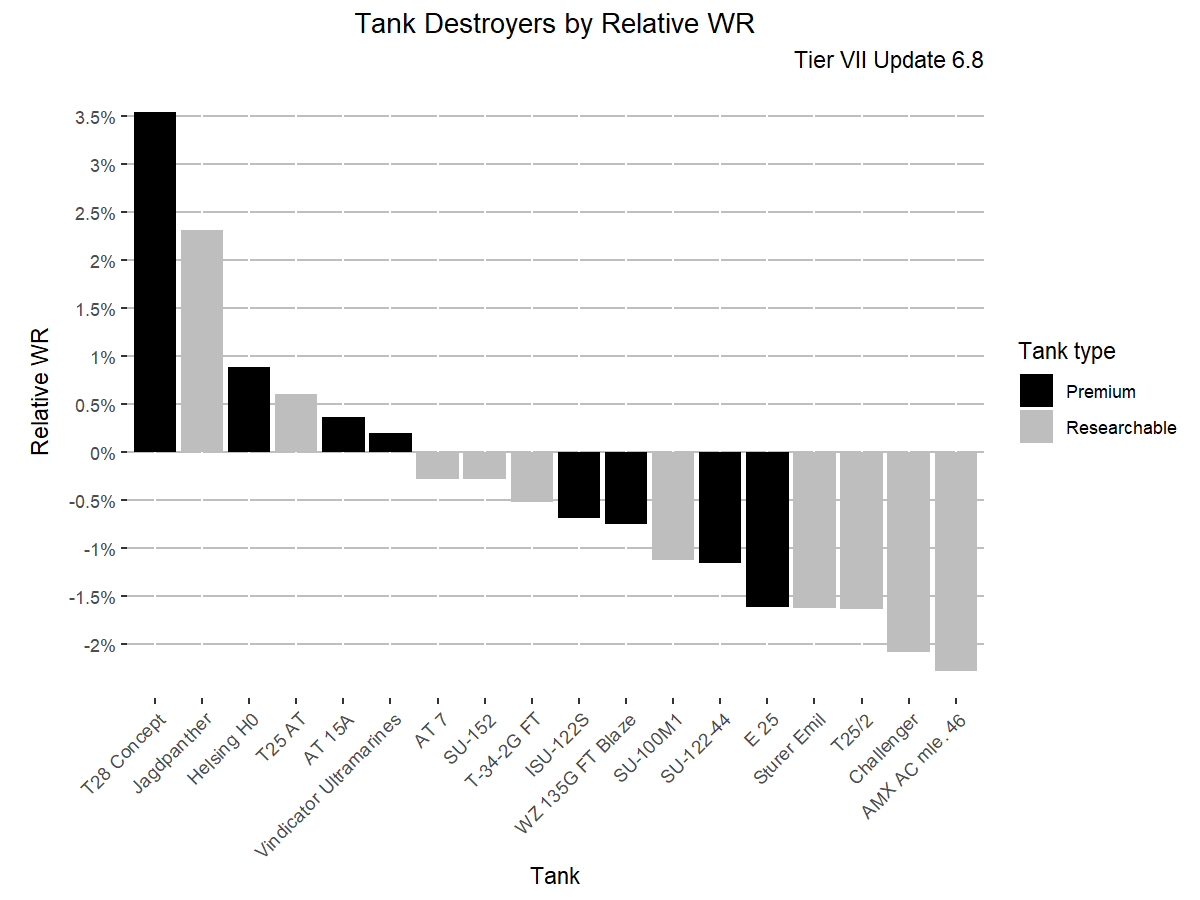 Tank Destroyers by Relative WR
Tier VII Update 6.8
3.5%
3%
2.5%
2%
1.5%
1%
0.5%
0%
-0.5%
-1%
-1.5%
-2%
Relative WR
T28 Concept
Jagdpanther
Helsing H0
T25 AT
AT 15A
Vindicator Ultramarines
AT 7
SU-152
T-34-2G FT
ISU-122S
WZ 135G FT Blaze
SU-100M1
SU-122-44
E 25
Sturer Emil
T25/2
Challenger
AMX AC mle. 46
Tank
Tank type
Premium
Researchable